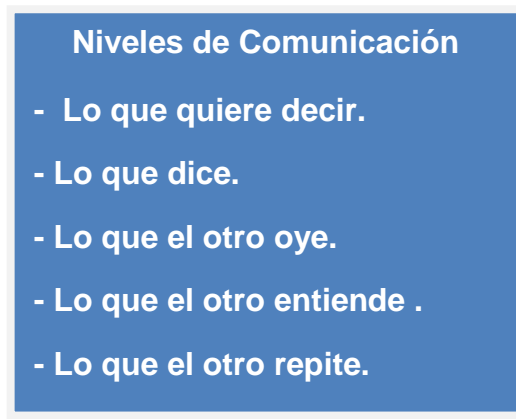 Niveles de Comunicación
- Lo que quiere decir.
- Lo que dice.
- Lo que el otro oye.
- Lo que el otro entiende .
- Lo que el otro repite.